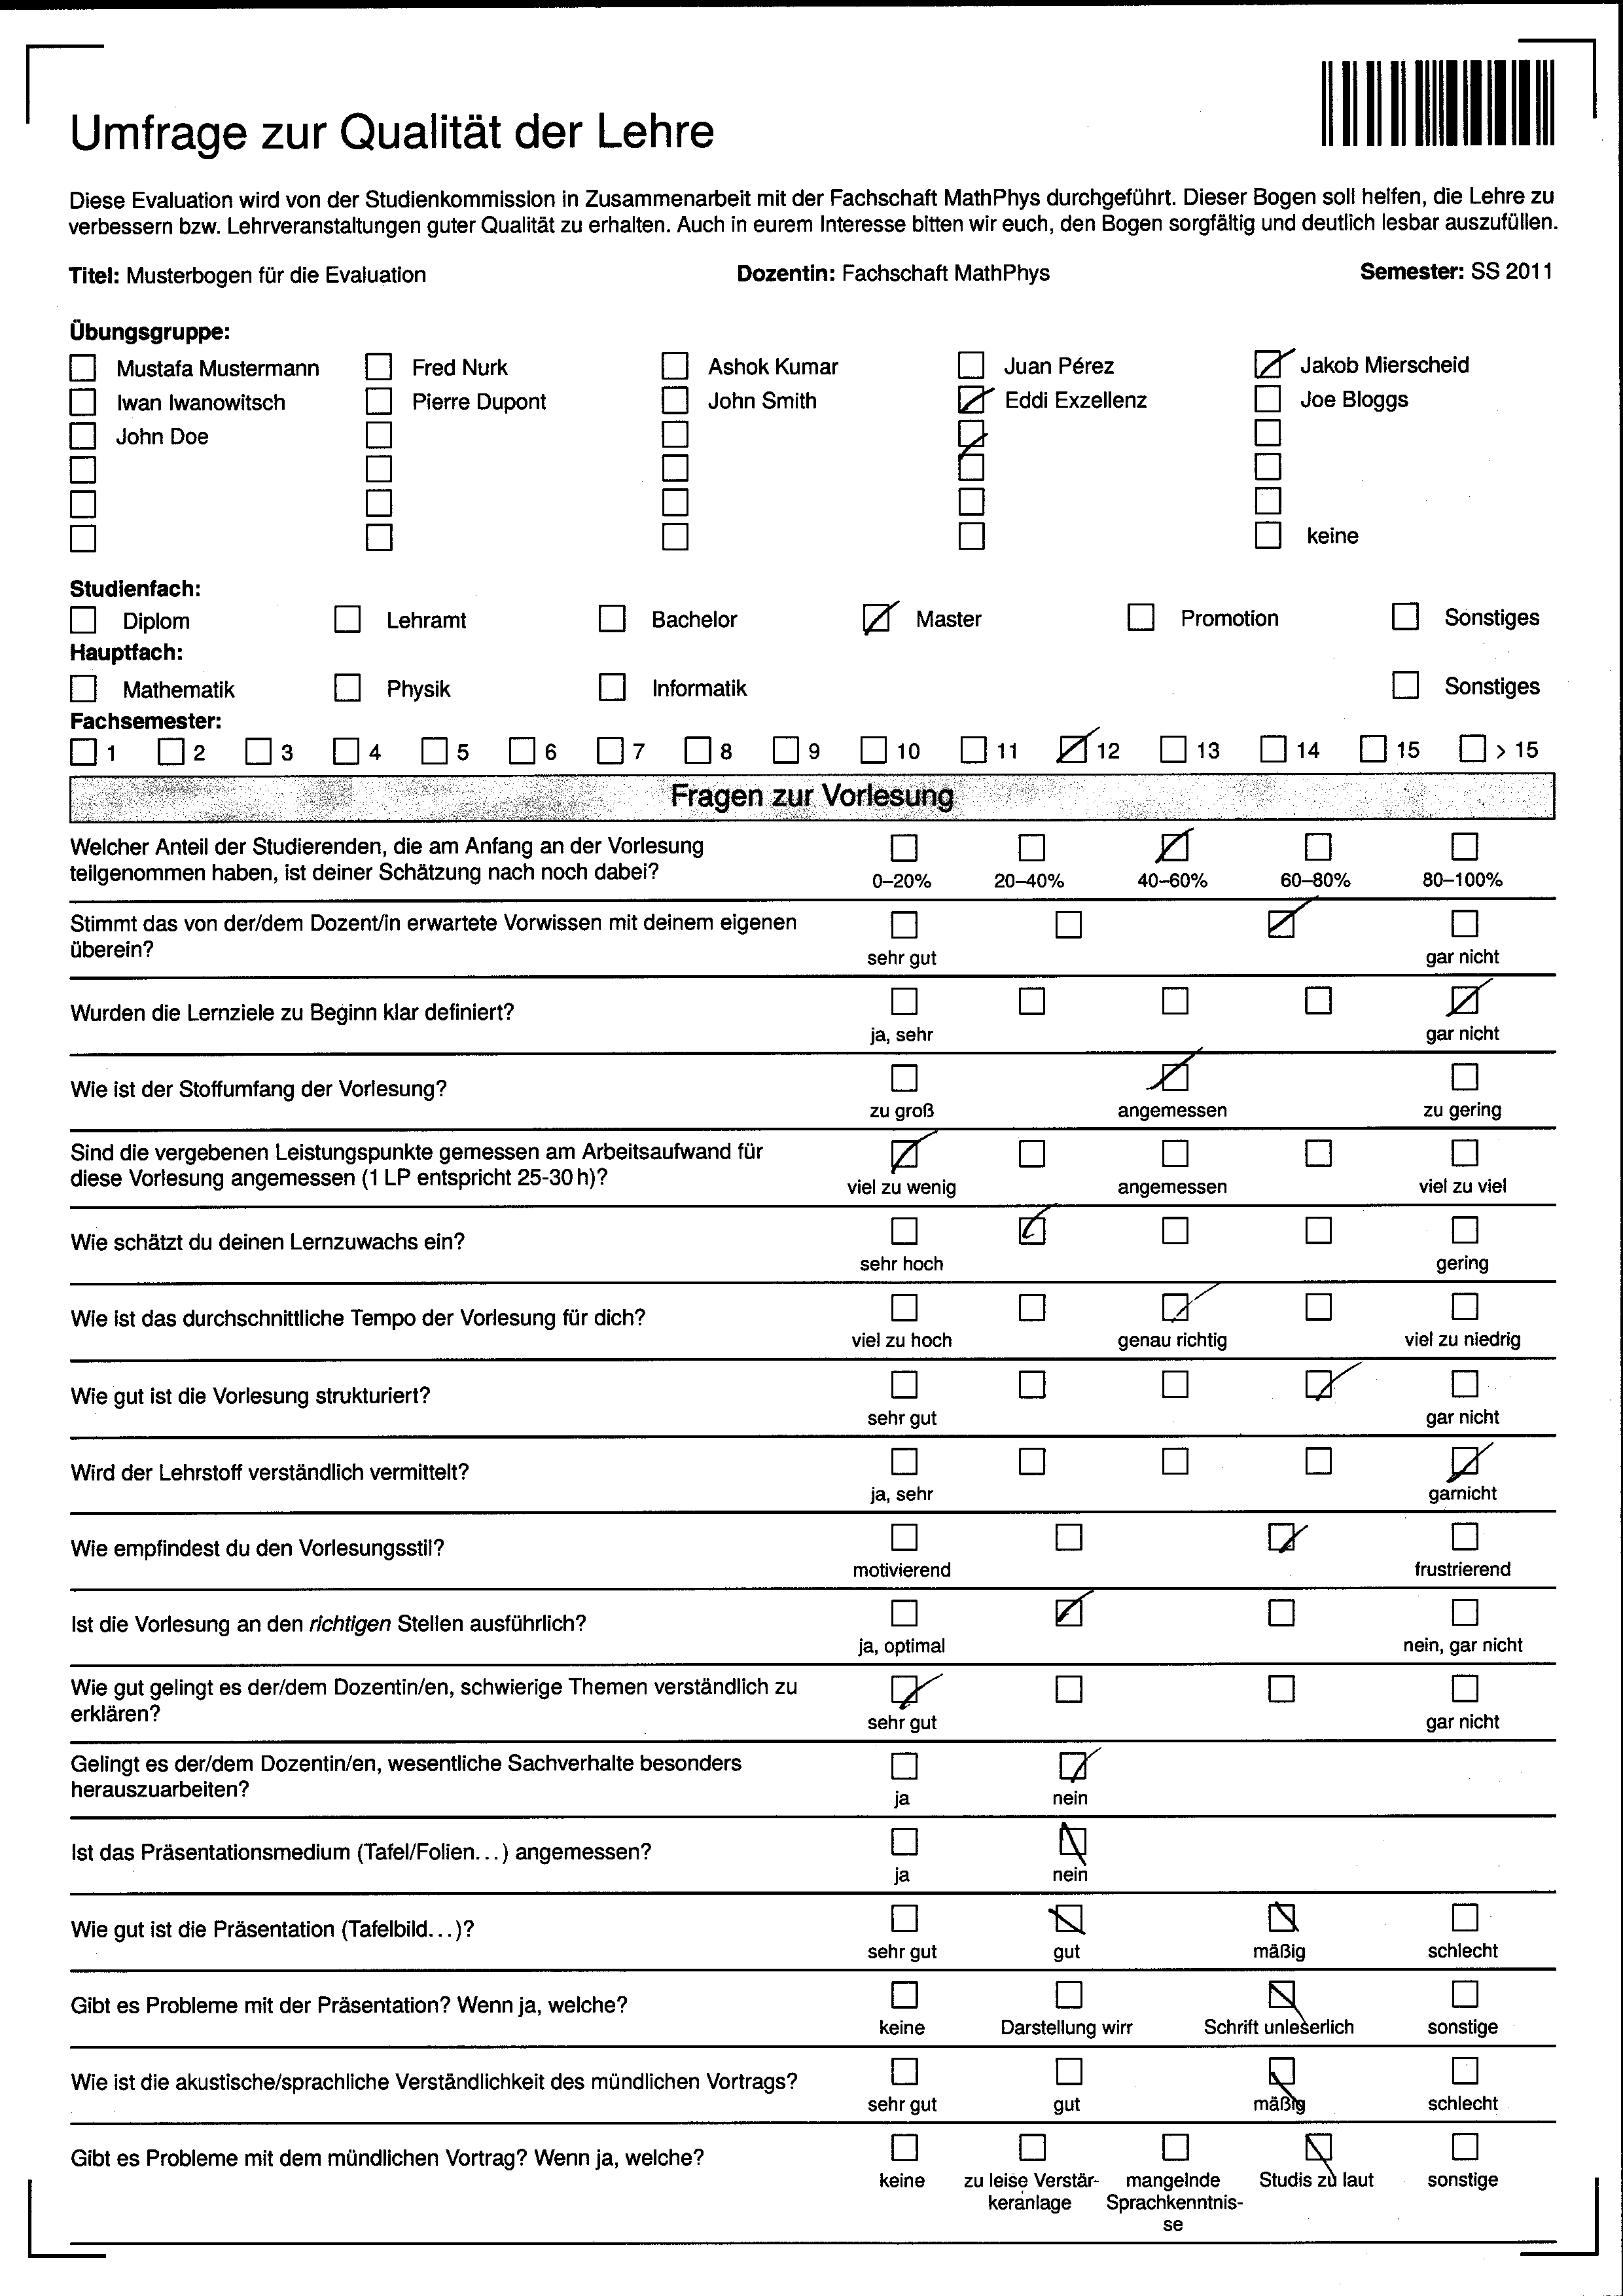 Umfrage zur Qualität der Lehre
Diese Evaluation wird von der Studienkommission in Zusammenarbeit mit der Fachschaft MathPhys durchgeführt. Dieser Bogen soll helfen, die Lehre zu
verbessern bzw. Lehrveranstaltungen guter Qualität zu erhalten. Auch in eurem Interesse bitten wir euch, den Bogen sorgfältig und deutlich lesbar auszufüllen.
Titel: Musterbogen für die Evaluation Dozentin: Fachschaft MathPhys Semester: SS 2011
Übungsgruppe:
Mustafa Mustermann Fred Nurk Ashok Kumar Juan Pérez Jakob Mierscheid
Iwan Iwanowitsch Pierre Dupont John Smith Eddi Exzellenz Joe Bloggs
John Doe
keine
Studienfach:
Diplom Lehramt Bachelor Master Promotion Sonstiges
Hauptfach:
Mathematik Physik Informatik Sonstiges
Fachsemester:
1 2 3 4 5 6 7 8 9 10 11 12 13 14 15 > 15
Fragen zur Vorlesung
Welcher Anteil der Studierenden, die am Anfang an der Vorlesung
teilgenommen haben, ist deiner Schätzung nach noch dabei?
0–20% 20–40% 40–60% 60–80% 80–100%
Stimmt das von der/dem Dozent/in erwartete Vorwissen mit deinem eigenen
überein?
sehr gut gar nicht
Wurden die Lernziele zu Beginn klar definiert?
ja, sehr gar nicht
Wie ist der Stoffumfang der Vorlesung?
zu groß angemessen zu gering
Sind die vergebenen Leistungspunkte gemessen am Arbeitsaufwand für
diese Vorlesung angemessen (1 LP entspricht 25-30 h)?
viel zu wenig angemessen viel zu viel
Wie schätzt du deinen Lernzuwachs ein?
sehr hoch gering
Wie ist das durchschnittliche Tempo der Vorlesung für dich?
viel zu hoch genau richtig viel zu niedrig
Wie gut ist die Vorlesung strukturiert?
sehr gut gar nicht
Wird der Lehrstoff verständlich vermittelt?
ja, sehr garnicht
Wie empfindest du den Vorlesungsstil?
motivierend frustrierend
Ist die Vorlesung an den richtigen Stellen ausführlich?
ja, optimal nein, gar nicht
Wie gut gelingt es der/dem Dozentin/en, schwierige Themen verständlich zu
erklären?
sehr gut gar nicht
Gelingt es der/dem Dozentin/en, wesentliche Sachverhalte besonders
herauszuarbeiten?
ja nein
Ist das Präsentationsmedium (Tafel/Folien...) angemessen?
ja nein
Wie gut ist die Präsentation (Tafelbild...)?
sehr gut gut mäßig schlecht
Gibt es Probleme mit der Präsentation? Wenn ja, welche?
keine Darstellung wirr Schrift unleserlich sonstige
Wie ist die akustische/sprachliche Verständlichkeit des mündlichen Vortrags?
sehr gut gut mäßig schlecht
Gibt es Probleme mit dem mündlichen Vortrag? Wenn ja, welche?
keine zu leise Verstär- mangelnde Studis zu laut sonstige
keranlage Sprachkenntnis-
se